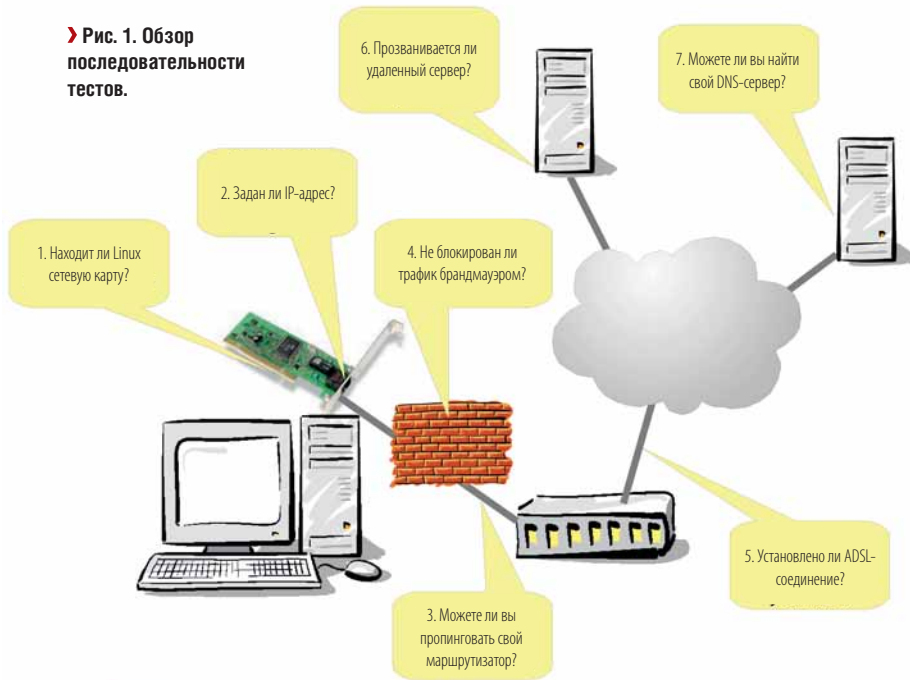 ❯ Рис. 1. Обзор
последовательности
тестов.
6. Прозванивается ли
удаленный сервер?
7. Можете ли вы найти
свой DNS-сервер?
2. Задан ли IP-адрес?
1. Находит ли Linux
сетевую карту?
4. Не блокирован ли
трафик брандмауэром?
5. Установлено ли ADSL-
соединение?
3. Можете ли вы
пропинговать свой
маршрутизатор?